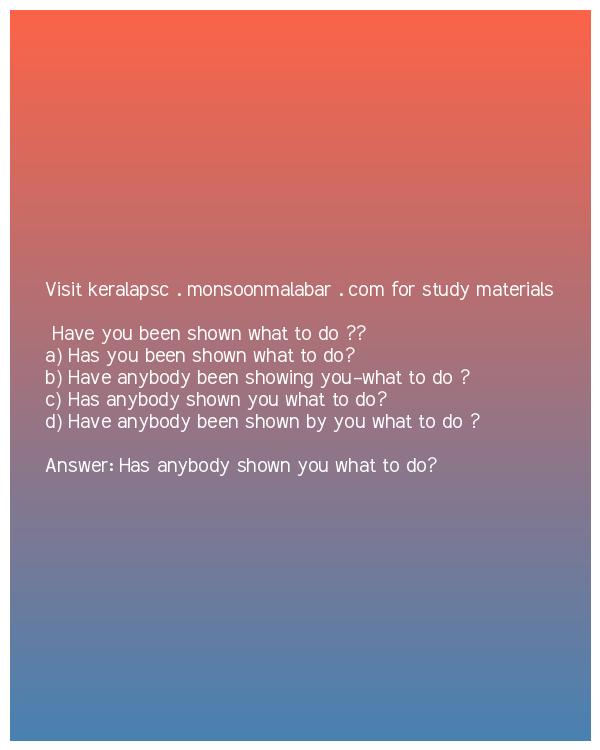 Visit keralapsc . monsoonmalabar . com for study materials
Have you been shown what to do ??
a) Has you been shown what to do?
b) Have anybody been showing you-what to do ?
c) Has anybody shown you what to do?
d) Have anybody been shown by you what to do ?
Answer: Has anybody shown you what to do?